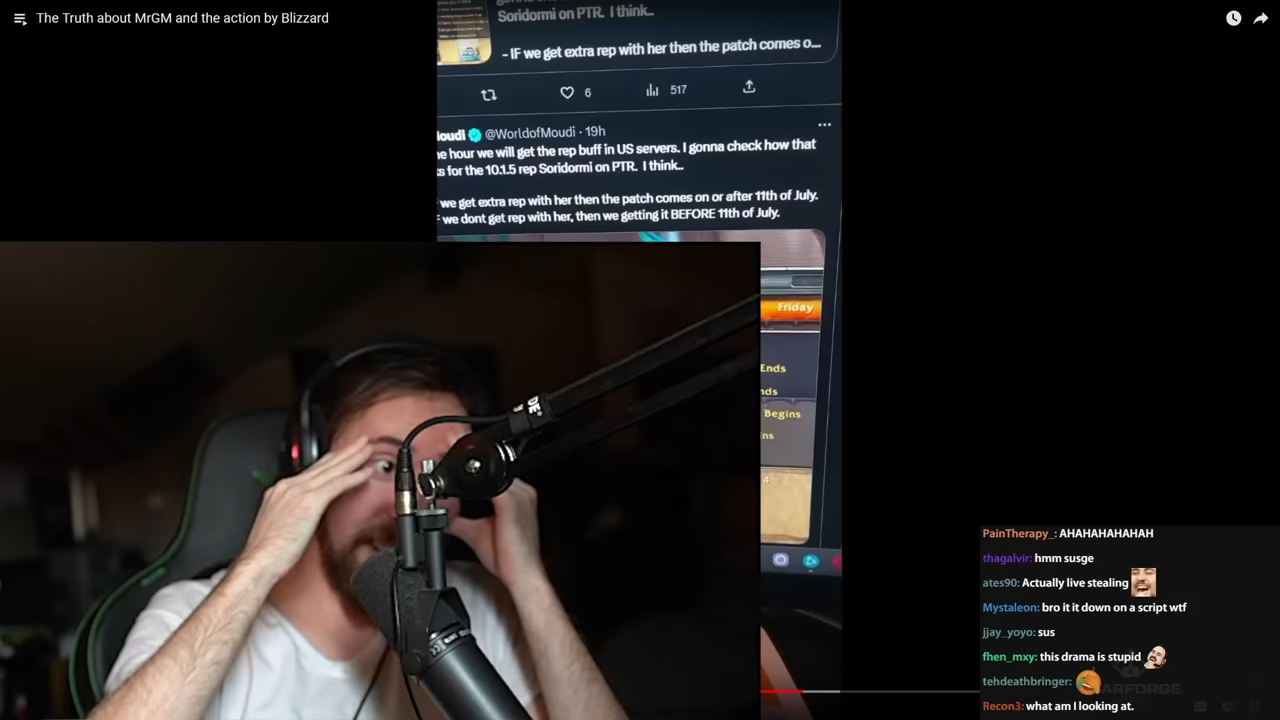 The Truth about MrGM and the action by Blizzard
Soridormi on PTR. I think..
- IF we get extra rep with her then the patch comes o...
6
517
oudi @WorldofMoudi · 19h
e hour we will get the rep buff in US servers. I gonna check how that
s for the 10.1.5 rep Soridormi on PTR. I think..
we get extra rep with her then the patch comes on or after 11th of July.
we dont get rep with her, then we getting it BEFORE 11th of July.
Friday
Ends
nds
Begins
ns
4
PainTherapy_: AHAHAHAHAHAH
thagalvir: hmm susge
ates90: Actually live stealing
Mystaleon: bro it it down on a script wtf
jjay_yoyo: sus
fhen_mxy: this drama is stupid
tehdeathbringer:
ARFORGE
Recon3: what am I looking at.